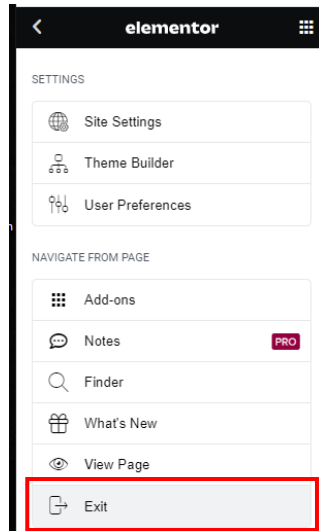 elementor
SETTINGS
Site Settings
Theme Builder
User Preferences
NAVIGATE FROM PAGE
Add-ons
Notes PRO
Finder
What's New
View Page
Exit